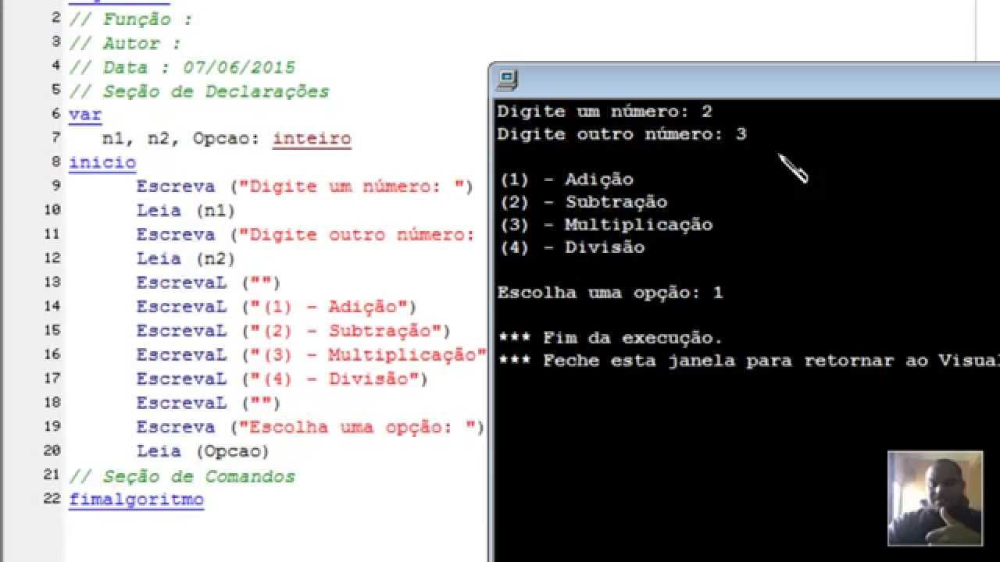 2 // Função :
3 // Autor :
4 // Data : 07/06/2015
5 // Seção de Declarações
6 var
7 n1, n2, Opcao: inteiro
8 inicio
9 Escreva ("Digite um número: ")
10 Leia (n1)
11 Escreva ("Digite outro número:
12 Leia (n2)
13 EscrevaL ("")
14 EscrevaL ("(1) - Adição")
15 EscrevaL ("(2) - Subtração")
16 EscrevaL ("(3) - Multiplicação"
17 EscrevaL ("(4) - Divisão")
18 EscrevaL ("")
19 Escreva ("Escolha uma opção: ")
20 Leia (Opcao)
21 // Seção de Comandos
22 fimalgoritmo
Digite um número: 2
Digite outro número: 3
(1) - Adição
(2) - Subtração
(3) - Multiplicação
(4) - Divisão
Escolha uma opção: 1
*** Fim da execução.
*** Feche esta janela para retornar ao Visual